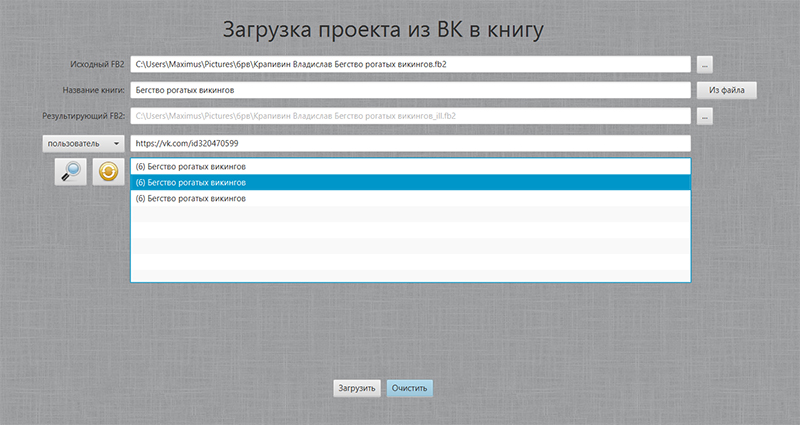 Загрузка проекта из ВК в книгу
Исходный FB2 C:\Users\Maximus\Pictures\6рв\Крапивин Владислав Бегство рогатых викингов.fb2 ...
Название книги: Бегство рогатых викингов Из файла
Результирующий FB2: C:\Users\Maximus\Pictures\6рв\Крапивин Владислав Бегство рогатых викингов_ill.fb2 ...
пользователь https://vk.com/id320470599
(6) Бегство рогатых викингов
(6) Бегство рогатых викингов
(6) Бегство рогатых викингов
Загрузить Очистить